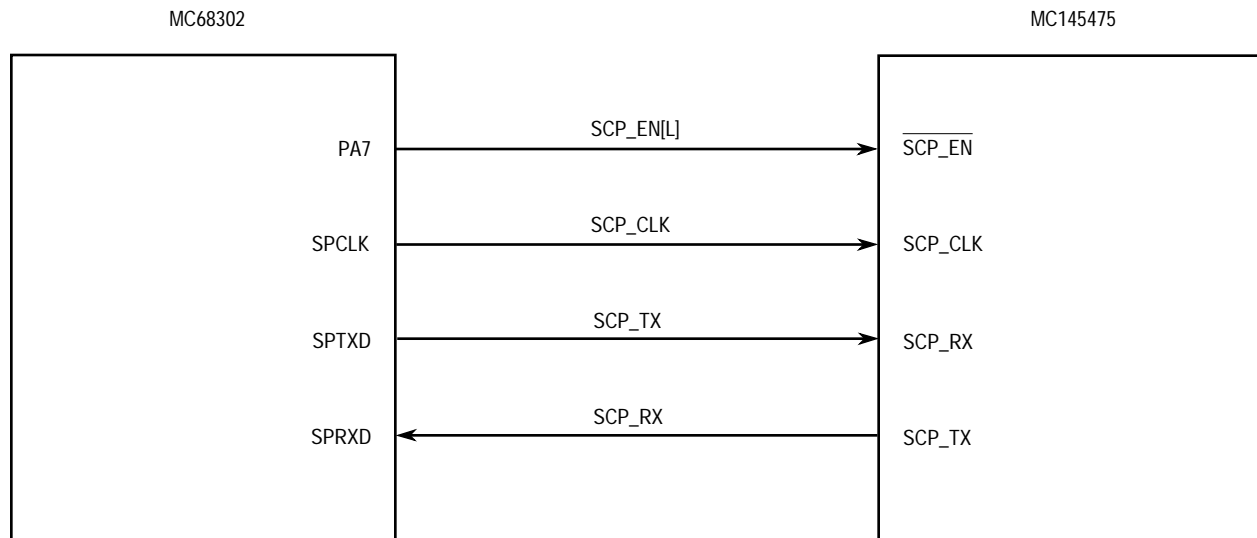 MC68302 MC145475
PA7 SCP_EN[L] SCP_EN
SPCLK SCP_CLK SCP_CLK
SPTXD SCP_TX SCP_RX
SPRXD SCP_RX SCP_TX